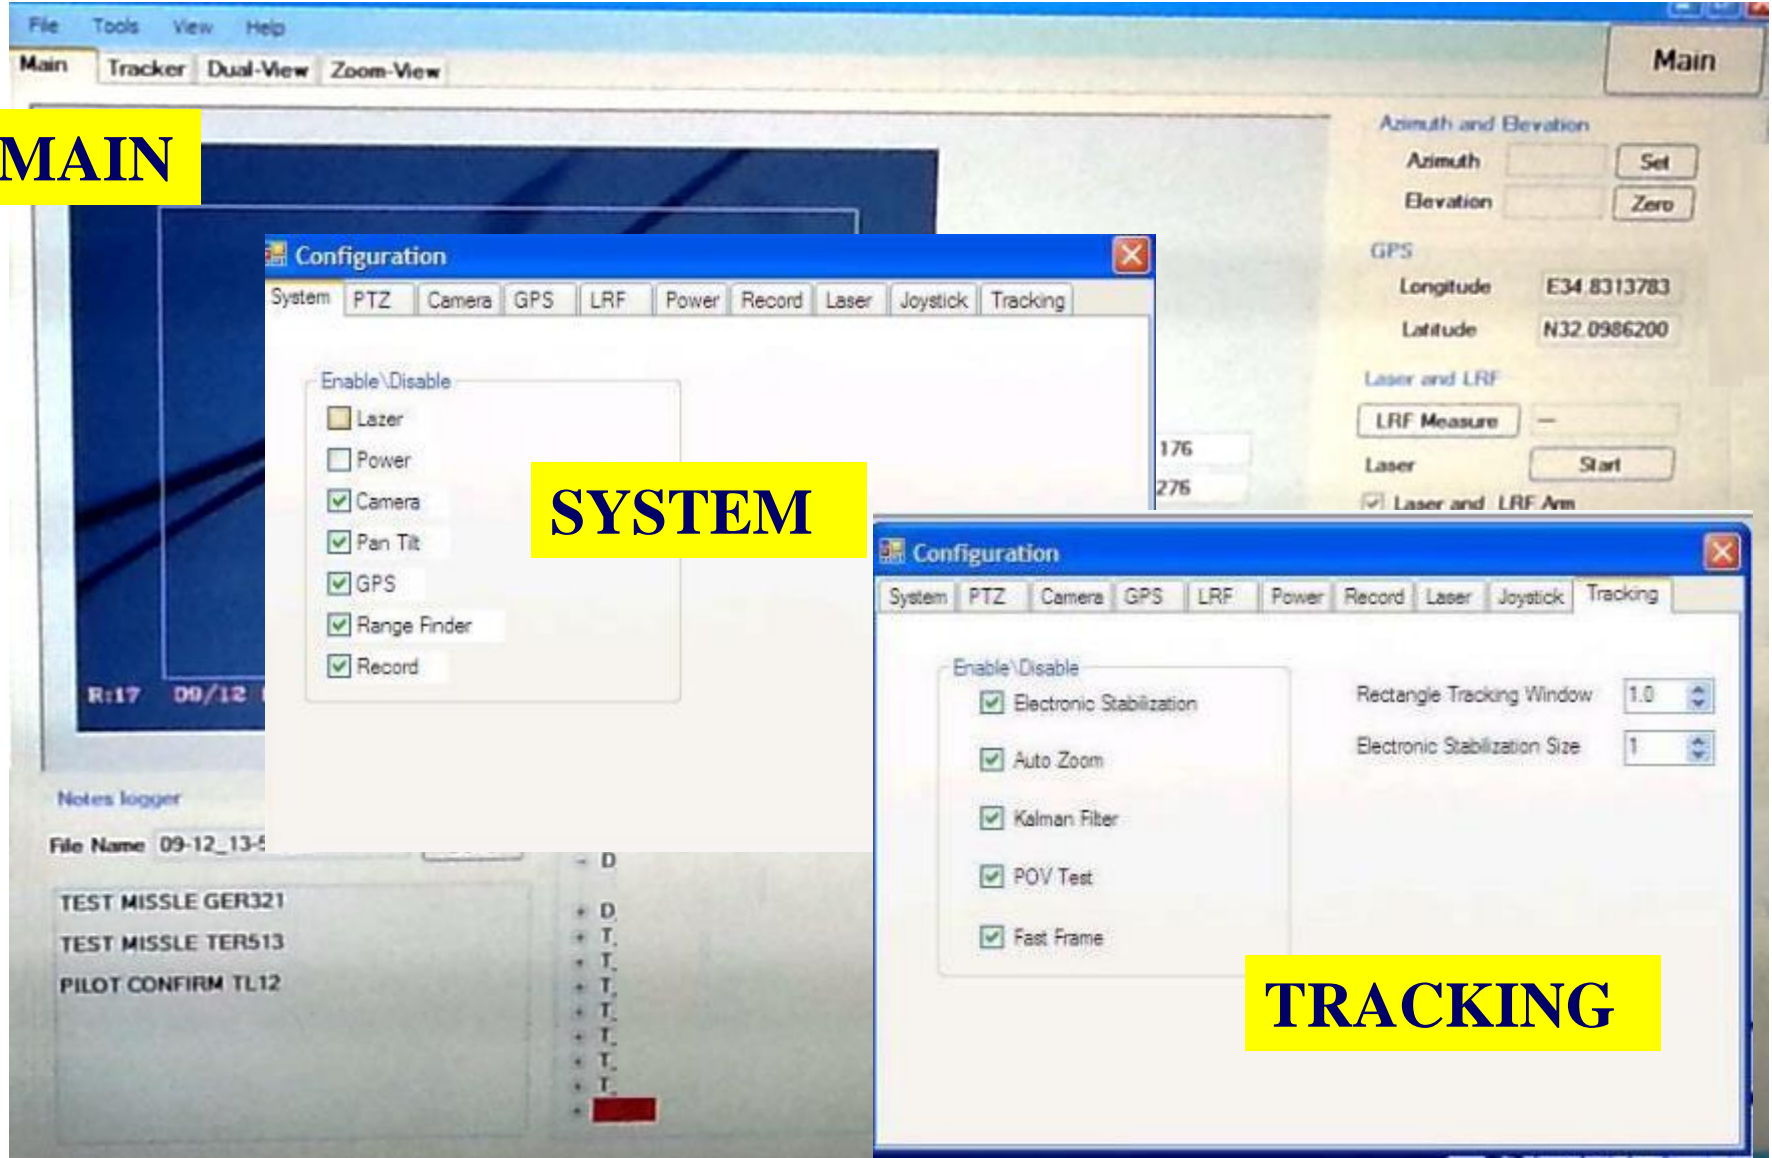 File Tools View Help
Main Tracker Dual-View Zoom-View
Main
MAIN
Azimuth and Elevation
Azimuth Set
Elevation Zero
GPS
Longitude E34.8313783
Latitude N32.0986200
Laser and LRF
LRF Measure ---
Laser Start
Laser and LRF Arm
176
276
Configuration
System PTZ Camera GPS LRF Power Record Laser Joystick Tracking
Enable\Disable
Lazer
Power
Camera
Pan Tilt
GPS
Range Finder
Record
SYSTEM
R:17 09/12
Configuration
System PTZ Camera GPS LRF Power Record Laser Joystick Tracking
Enable\Disable
Electronic Stabilization
Auto Zoom
Kalman Filter
POV Test
Fast Frame
Rectangle Tracking Window 1.0
Electronic Stabilization Size 1
TRACKING
Notes logger
File Name 09-12_13-5
TEST MISSLE GER321
TEST MISSLE TER513
PILOT CONFIRM TL12
D
D
T
T
T
T
T
T
T